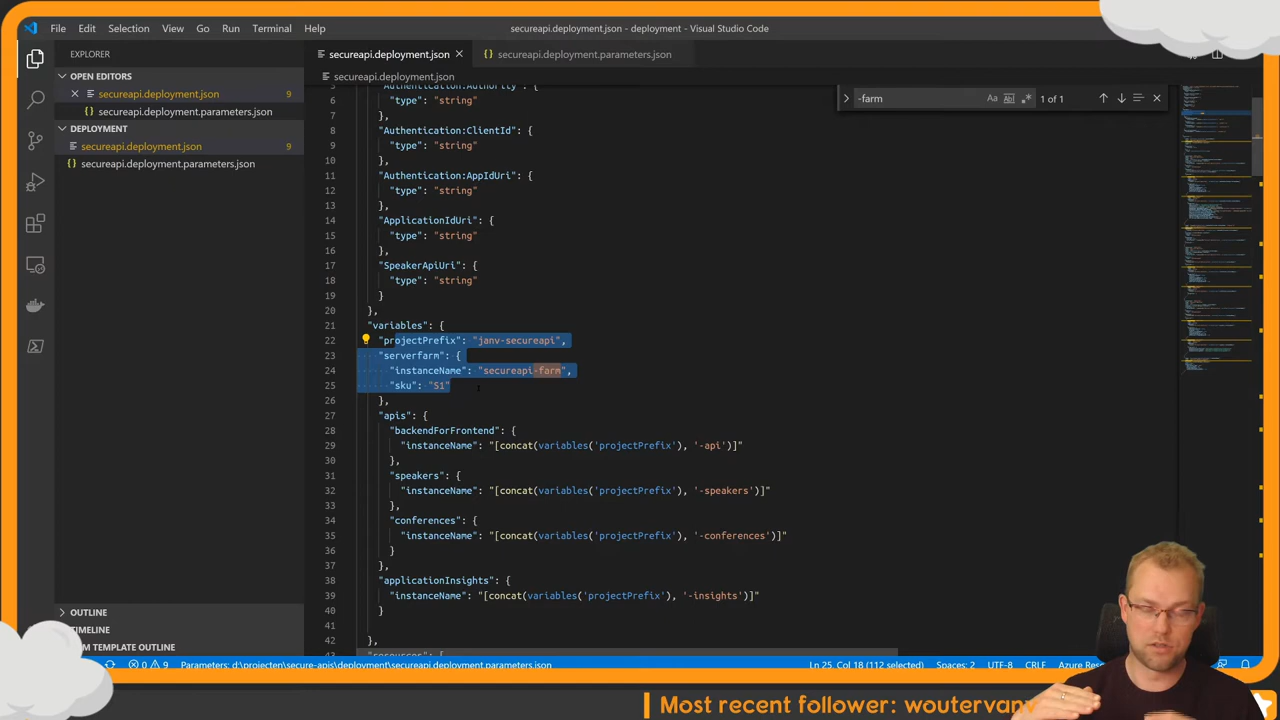 File Edit Selection View Go Run Terminal Help
secureapi.deployment.json - deployment - Visual Studio Code
EXPLORER
OPEN EDITORS
secureapi.deployment.json 9
secureapi.deployment.parameters.json
DEPLOYMENT
secureapi.deployment.json 9
secureapi.deployment.parameters.json
OUTLINE
TIMELINE
TEMPLATE OUTLINE
secureapi.deployment.json
secureapi.deployment.parameters.json
secureapi.deployment.json
-farm
Aa
1 of 1
5 "Authentication:Authority": {
6 "type": "string"
7 },
8 "Authentication:ClientId": {
9 "type": "string"
10 },
11 "Authentication:AppIdUri": {
12 "type": "string"
13 },
14 "ApplicationIdUri": {
15 "type": "string"
16 },
17 "SpeakerApiUri": {
18 "type": "string"
19 }
20 },
21 "variables": {
22 "projectPrefix": "janv-secureapi",
23 "serverfarm": {
24 "instanceName": "secureapi-farm",
25 "sku": "S1"
26 },
27 "apis": {
28 "backendForFrontend": {
29 "instanceName": "[concat(variables('projectPrefix'), '-api')]"
30 },
31 "speakers": {
32 "instanceName": "[concat(variables('projectPrefix'), '-speakers')]"
33 },
34 "conferences": {
35 "instanceName": "[concat(variables('projectPrefix'), '-conferences')]"
36 }
37 },
38 "applicationInsights": {
39 "instanceName": "[concat(variables('projectPrefix'), '-insights')]"
40 }
41
42 },
43 "resources": [
0 9 Parameters: d:\projecten\secure-apis\deployment\secureapi.deployment.parameters.json
Ln 25, Col 18 (112 selected) Spaces: 2 UTF-8 CRLF Azure Res
Most recent follower: woutervanv